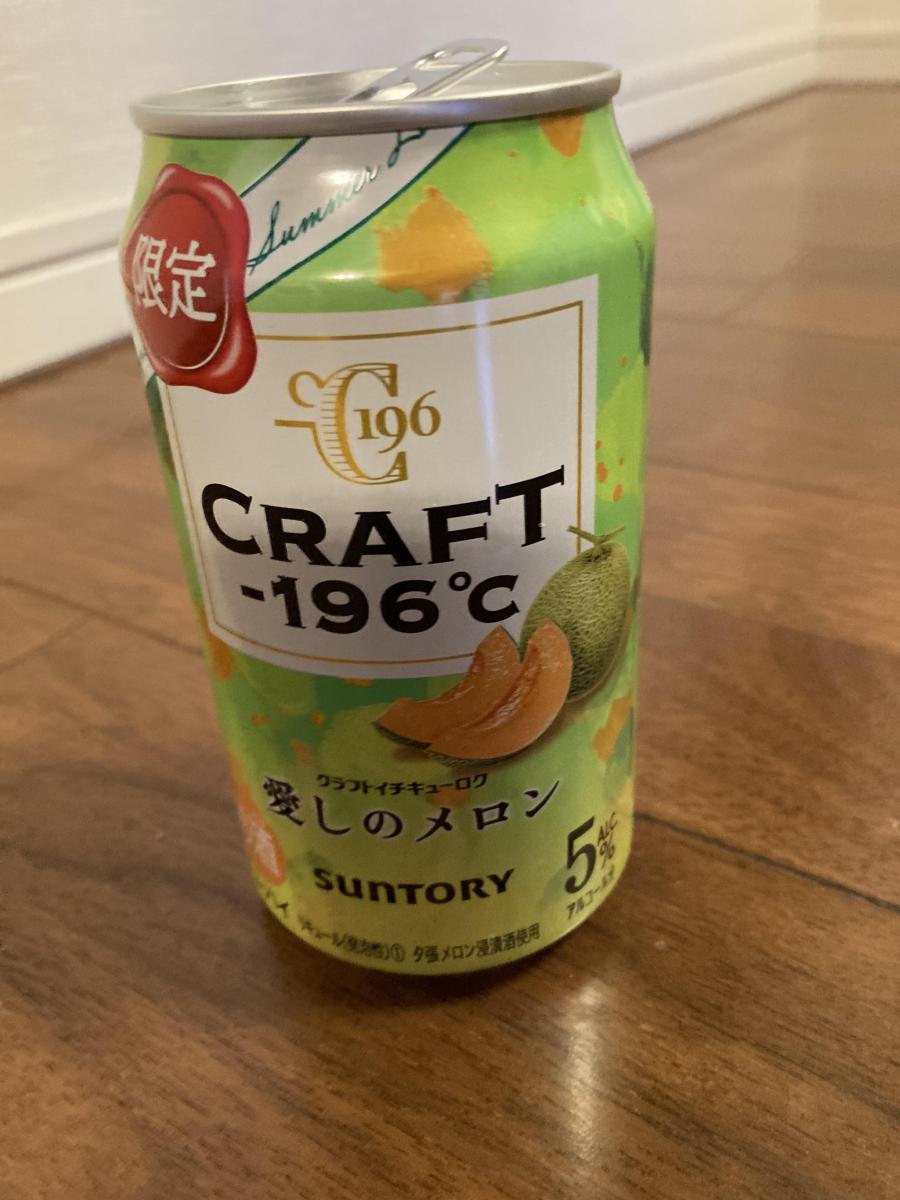 限定
Summer
196
CRAFT
-196℃
クラフトイチキューロク
愛しのメロン
5
ALC.
%
SUNTORY
アルコール分
リキュール(発泡性)① 夕張メロン浸漬酒使用